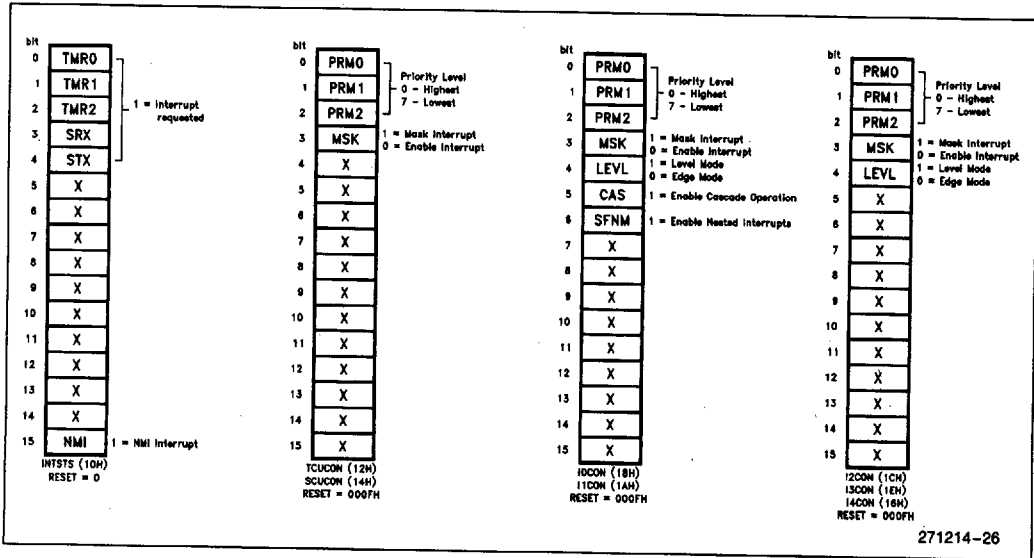 bit
0 TMR0
1 TMR1
2 TMR2
3 SRX
4 STX
5 X
6 X
7 X
8 X
9 X
10 X
11 X
12 X
13 X
14 X
15 NMI
1 = Interrupt
requested
1 = NMI Interrupt
INTSTS (10H)
RESET = 0
bit
0 PRM0
1 PRM1
2 PRM2
3 MSK
4 X
5 X
6 X
7 X
8 X
9 X
10 X
11 X
12 X
13 X
14 X
15 X
Priority Level
0 - Highest
7 - Lowest
1 = Mask Interrupt
0 = Enable Interrupt
TCUCON (12H)
SCUCON (14H)
RESET = 000FH
bit
0 PRM0
1 PRM1
2 PRM2
3 MSK
4 LEVL
5 CAS
6 SFNM
7 X
8 X
9 X
10 X
11 X
12 X
13 X
14 X
15 X
Priority Level
0 - Highest
7 - Lowest
1 = Mask Interrupt
0 = Enable Interrupt
1 = Level Mode
0 = Edge Mode
1 = Enable Cascade Operation
1 = Enable Nested Interrupts
I0CON (18H)
I1CON (1AH)
RESET = 000FH
bit
0 PRM0
1 PRM1
2 PRM2
3 MSK
4 LEVL
5 X
6 X
7 X
8 X
9 X
10 X
11 X
12 X
13 X
14 X
15 X
Priority Level
0 - Highest
7 - Lowest
1 = Mask Interrupt
0 = Enable Interrupt
1 = Level Mode
0 = Edge Mode
I2CON (1CH)
I3CON (1EH)
I4CON (16H)
RESET = 000FH
271214-26